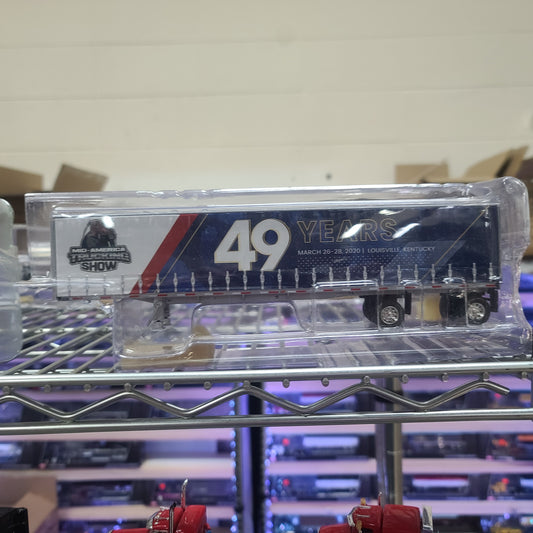 MID-AMERICA
TRUCKING
SHOW
49 YEARS
MARCH 26-28, 2020 | LOUISVILLE, KENTUCKY